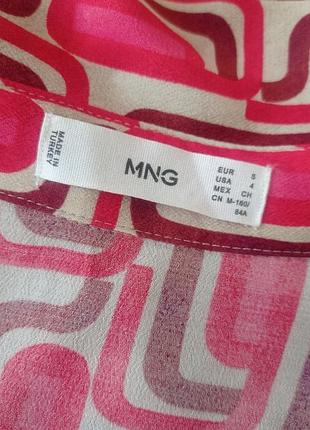 MADE IN
TURKEY
MNG
EUR S
USA 4
MEX CH
CN M-160/
84A